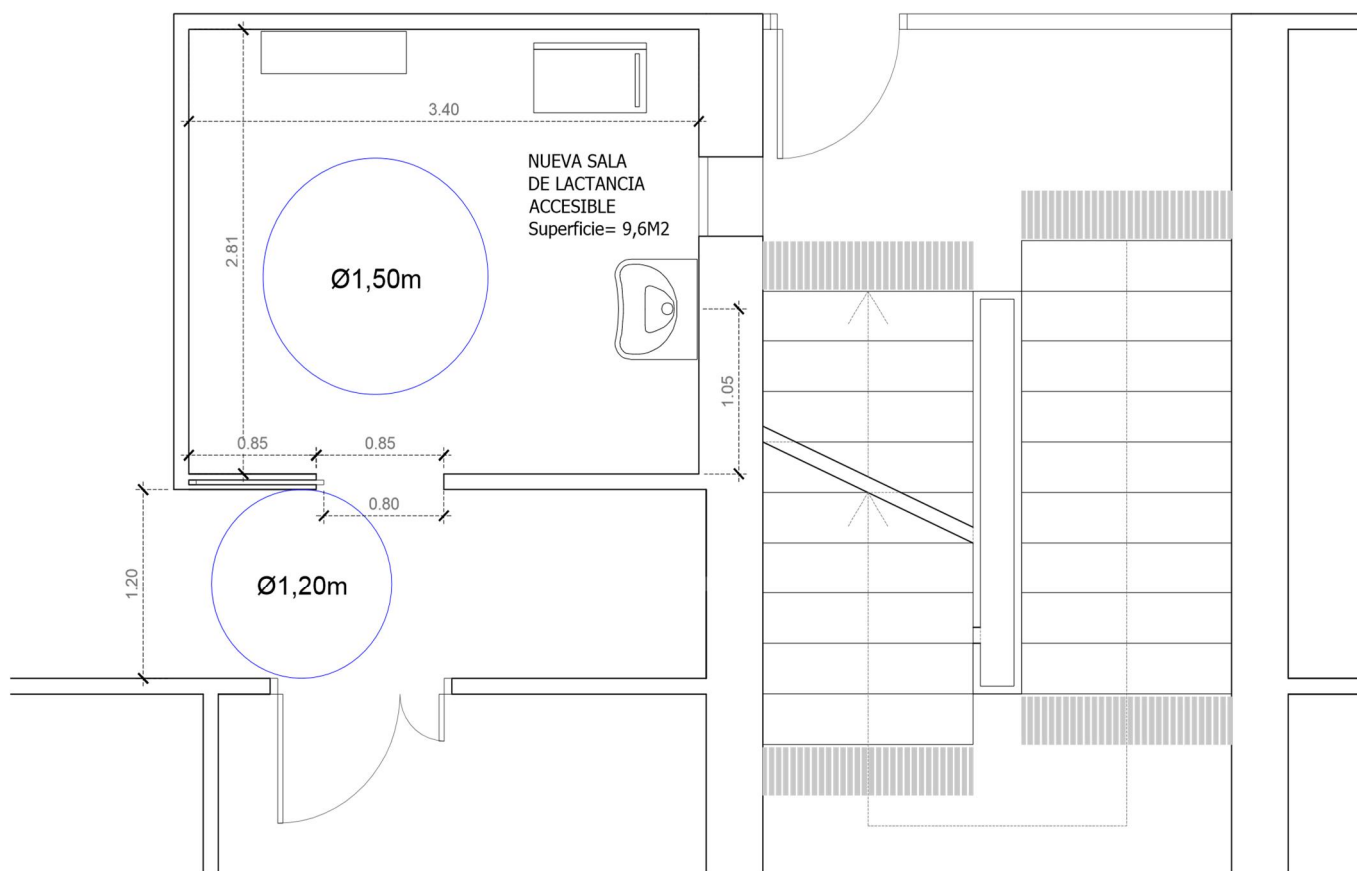 3.40
NUEVA SALA
DE LACTANCIA
ACCESIBLE
Superficie= 9,6M2
2.81
Ø1,50m
1.05
0.85
0.85
0.80
1.20
Ø1,20m